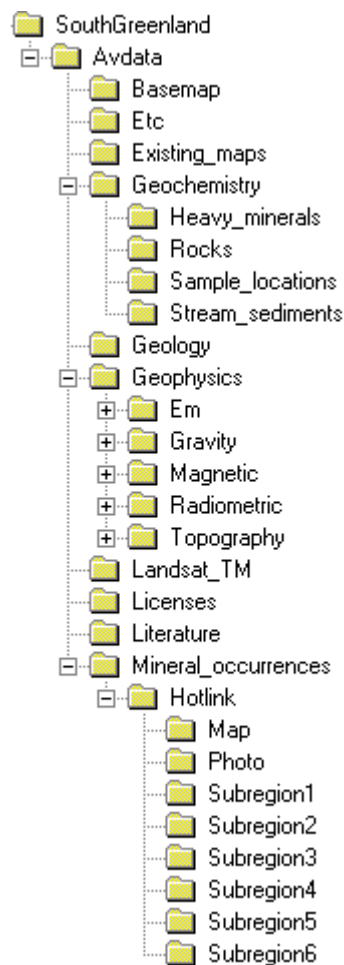 SouthGreenland
Avdata
Basemap
Etc
Existing_maps
Geochemistry
Heavy_minerals
Rocks
Sample_locations
Stream_sediments
Geology
Geophysics
Em
Gravity
Magnetic
Radiometric
Topography
Landsat_TM
Licenses
Literature
Mineral_occurrences
Hotlink
Map
Photo
Subregion1
Subregion2
Subregion3
Subregion4
Subregion5
Subregion6